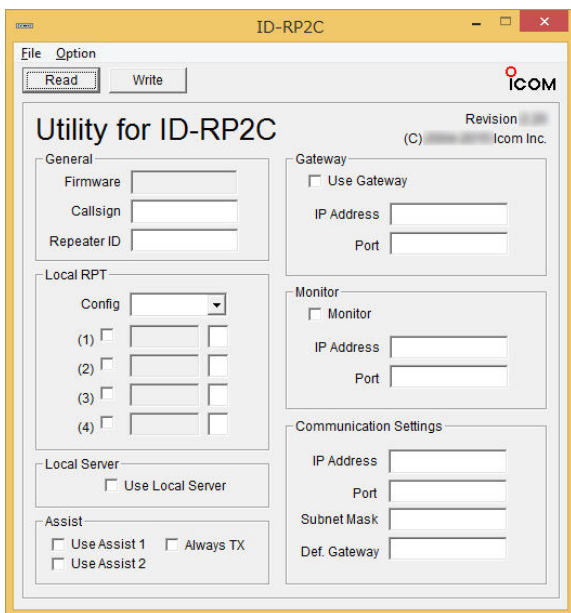 ID-RP2C
File Option
Read Write
ICOM
Utility for ID-RP2C
Revision
(C) Icom Inc.
General
Firmware
Callsign
Repeater ID
Local RPT
Config
(1)
(2)
(3)
(4)
Local Server
Use Local Server
Assist
Use Assist 1 Always TX
Use Assist 2
Gateway
Use Gateway
IP Address
Port
Monitor
Monitor
IP Address
Port
Communication Settings
IP Address
Port
Subnet Mask
Def. Gateway